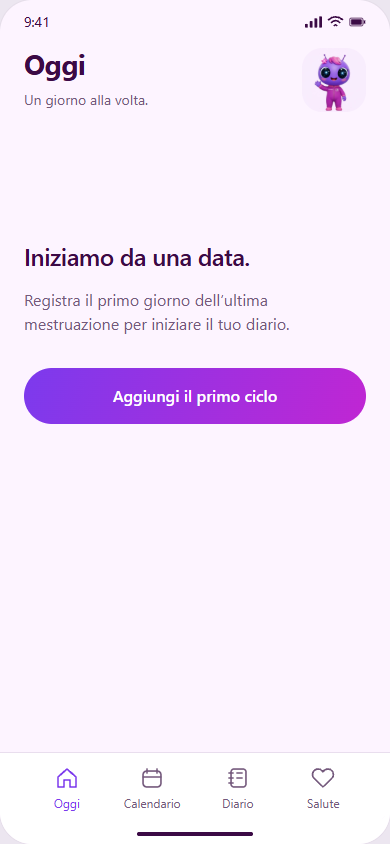 9:41
Oggi
Un giorno alla volta.
Iniziamo da una data.
Registra il primo giorno dell’ultima
mestruazione per iniziare il tuo diario.
Aggiungi il primo ciclo
Oggi
Calendario
Diario
Salute